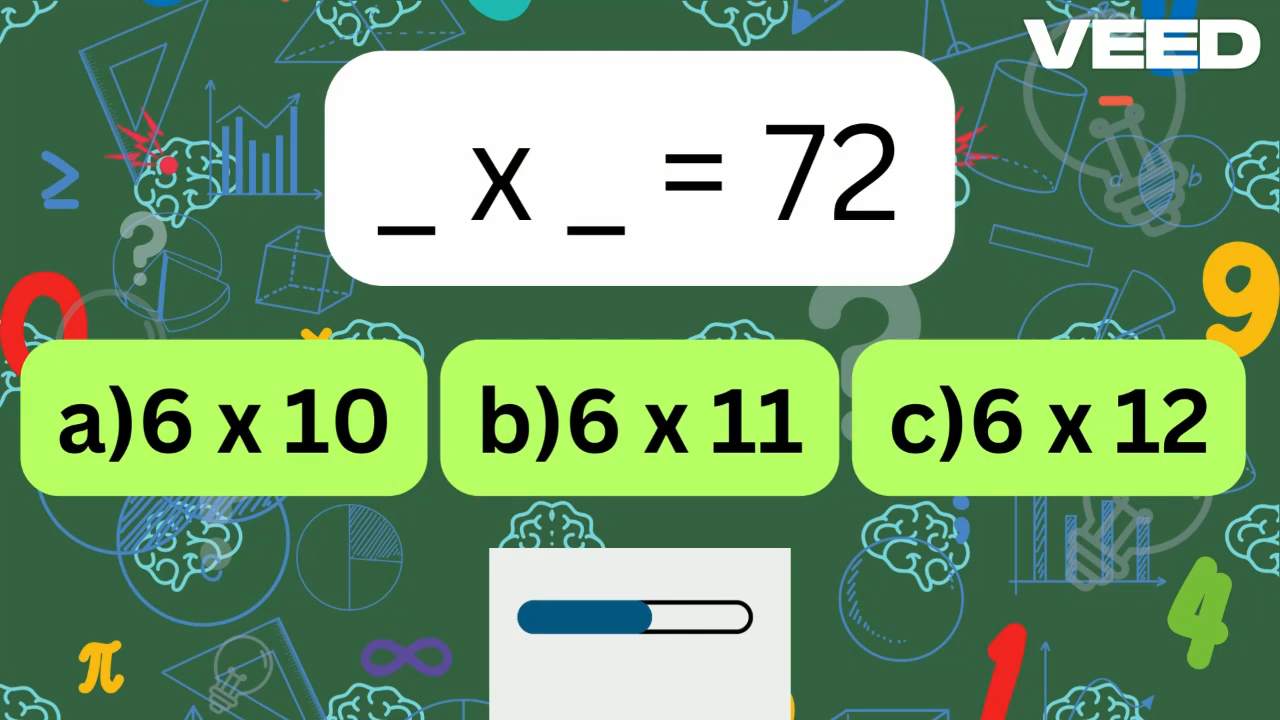 VEED
_ x _ = 72
a)6 x 10
b)6 x 11
c)6 x 12